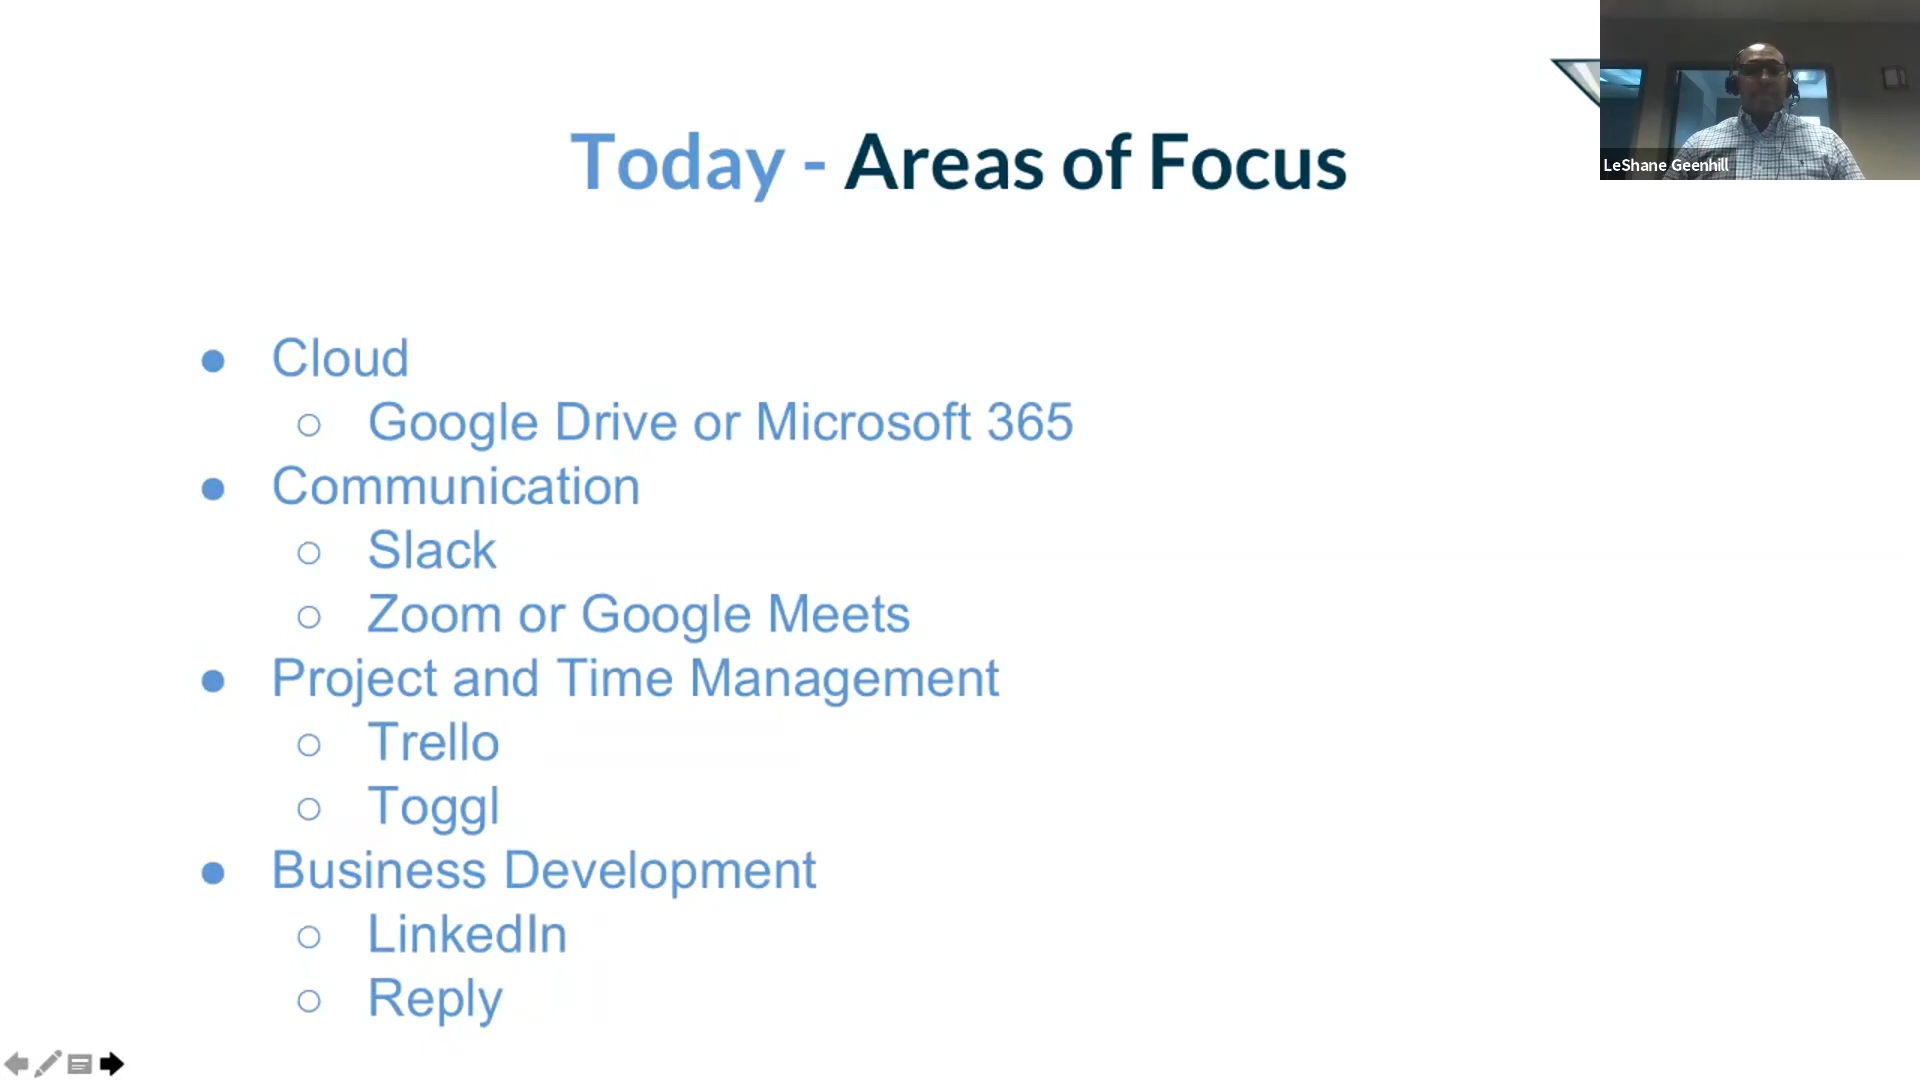 Today - Areas of Focus
LeShane Geenhill
● Cloud
○ Google Drive or Microsoft 365
● Communication
○ Slack
○ Zoom or Google Meets
● Project and Time Management
○ Trello
○ Toggl
● Business Development
○ LinkedIn
○ Reply